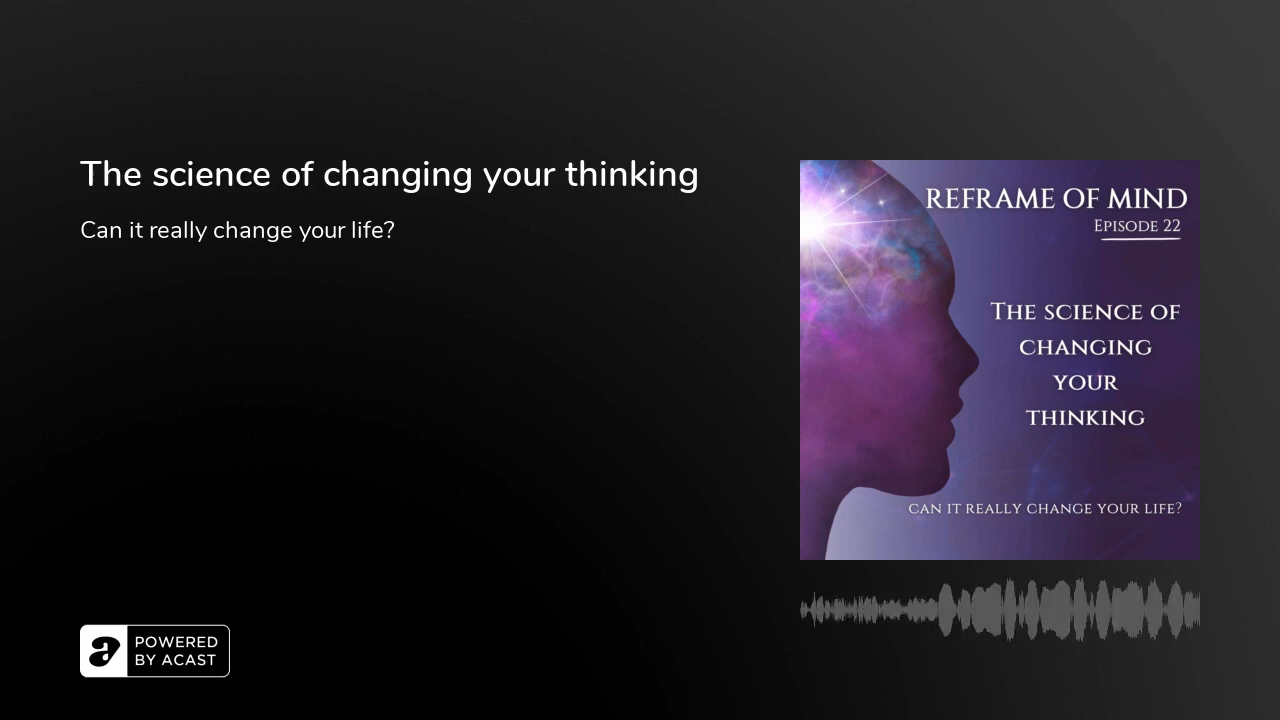 The science of changing your thinking
Can it really change your life?
REFRAME OF MIND
EPISODE 22
THE SCIENCE OF
CHANGING
YOUR
THINKING
CAN IT REALLY CHANGE YOUR LIFE?
a
POWERED
BY ACAST